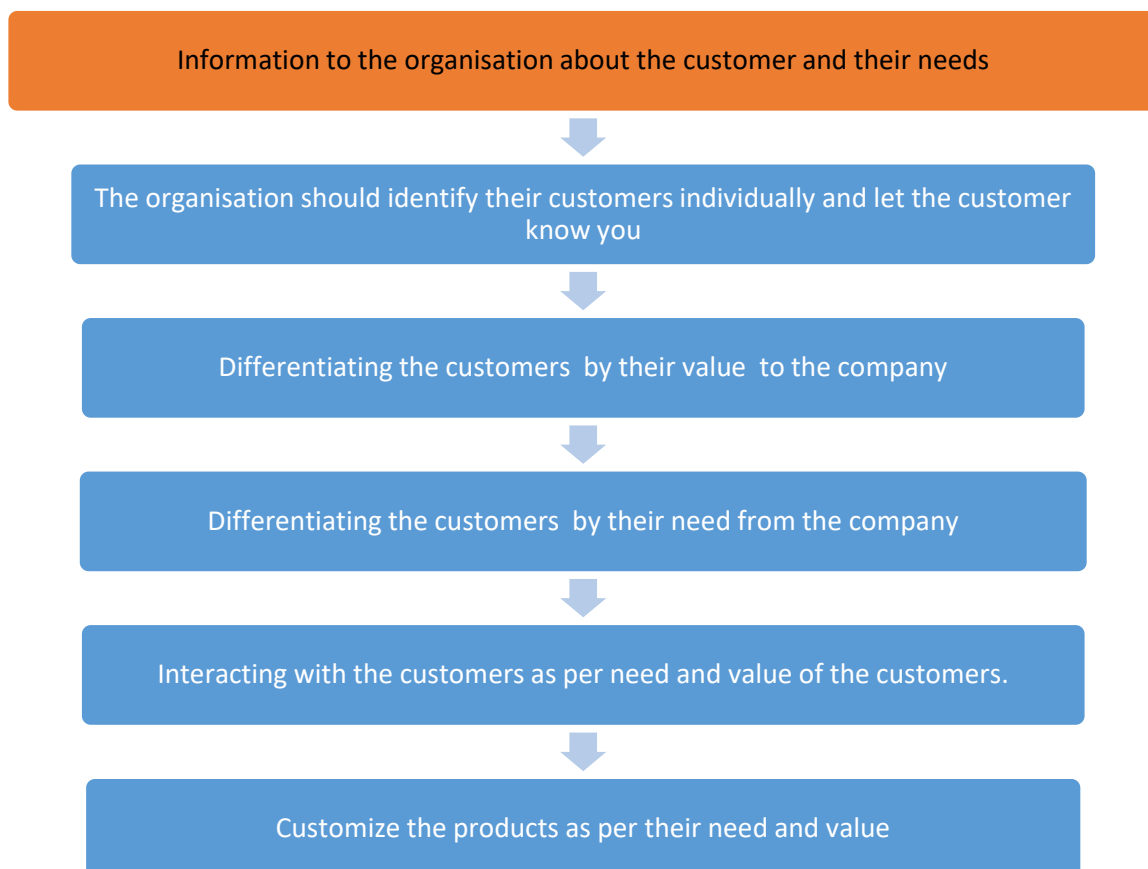 Information to the organisation about the customer and their needs
The organisation should identify their customers individually and let the customer
know you
Differentiating the customers  by their value  to the company
Differentiating the customers  by their need from the company
Interacting with the customers as per need and value of the customers.
Customize the products as per their need and value